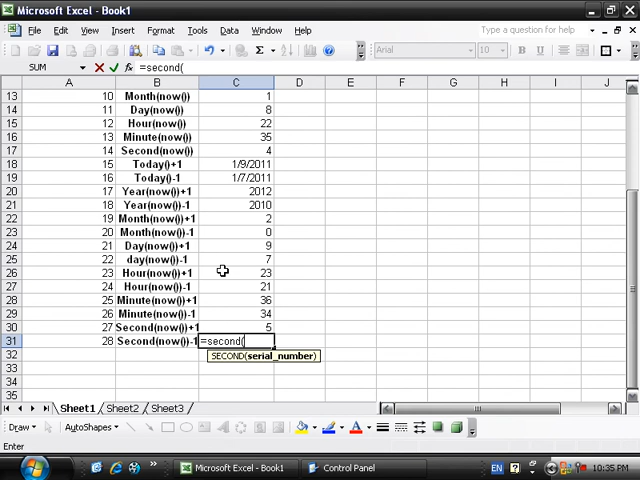 Microsoft Excel - Book1
File Edit View Insert Format Tools Data Window Help Type a question for help
Arial 10 B U
SUM =second(
A B C D E F G H I J
13 10 Month(now()) 1
14 11 Day(now()) 8
15 12 Hour(now()) 22
16 13 Minute(now()) 35
17 14 Second(now()) 4
18 15 Today()+1 1/9/2011
19 16 Today()-1 1/7/2011
20 17 Year(now())+1 2012
21 18 Year(now())-1 2010
22 19 Month(now())+1 2
23 20 Month(now())-1 0
24 21 Day(now())+1 9
25 22 day(now())-1 7
26 23 Hour(now())+1 23
27 24 Hour(now())-1 21
28 25 Minute(now())+1 36
29 26 Minute(now())-1 34
30 27 Second(now())+1 5
31 28 Second(now())-1 =second(
32 SECOND(serial_number)
33
34
35
Sheet1 Sheet2 Sheet3
Draw AutoShapes
Enter
Microsoft Excel - Book1 Control Panel EN 10:35 PM